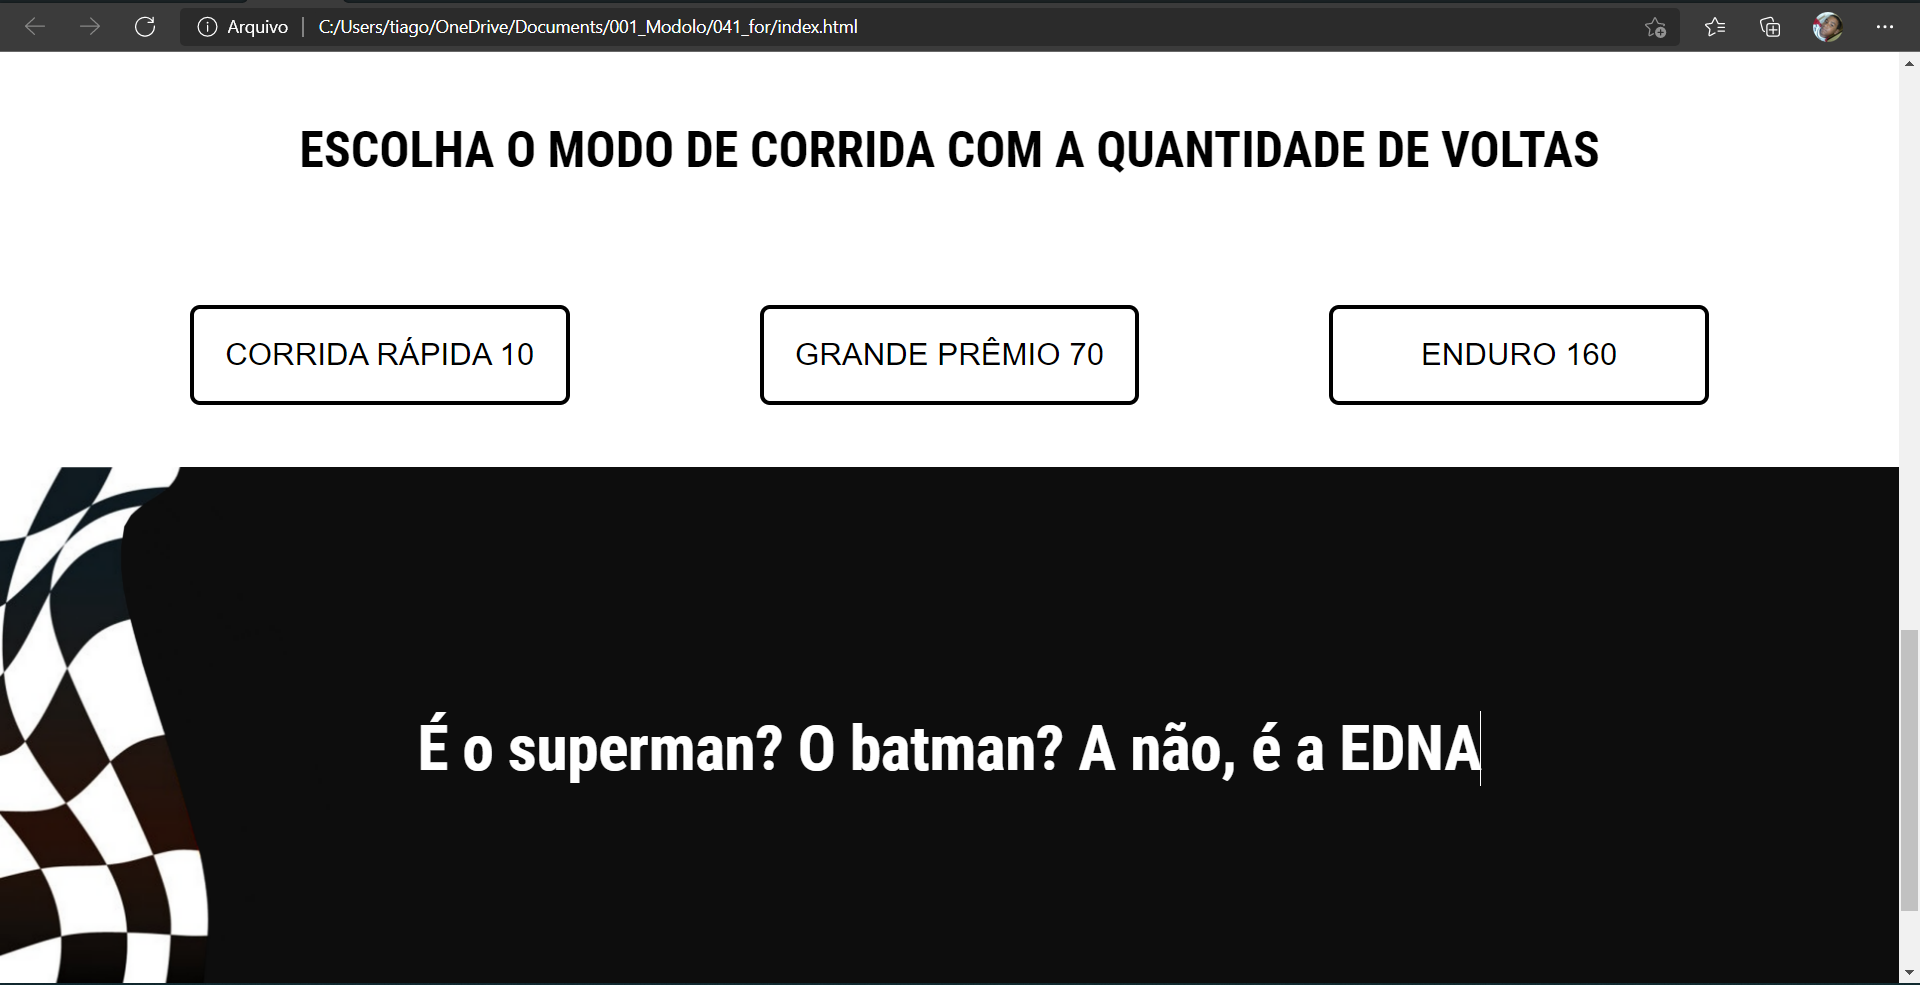 Arquivo C:/Users/tiago/OneDrive/Documents/001_Modolo/041_for/index.html
ESCOLHA O MODO DE CORRIDA COM A QUANTIDADE DE VOLTAS
CORRIDA RÁPIDA 10 GRANDE PRÊMIO 70 ENDURO 160
É o superman? O batman? A não, é a EDNA